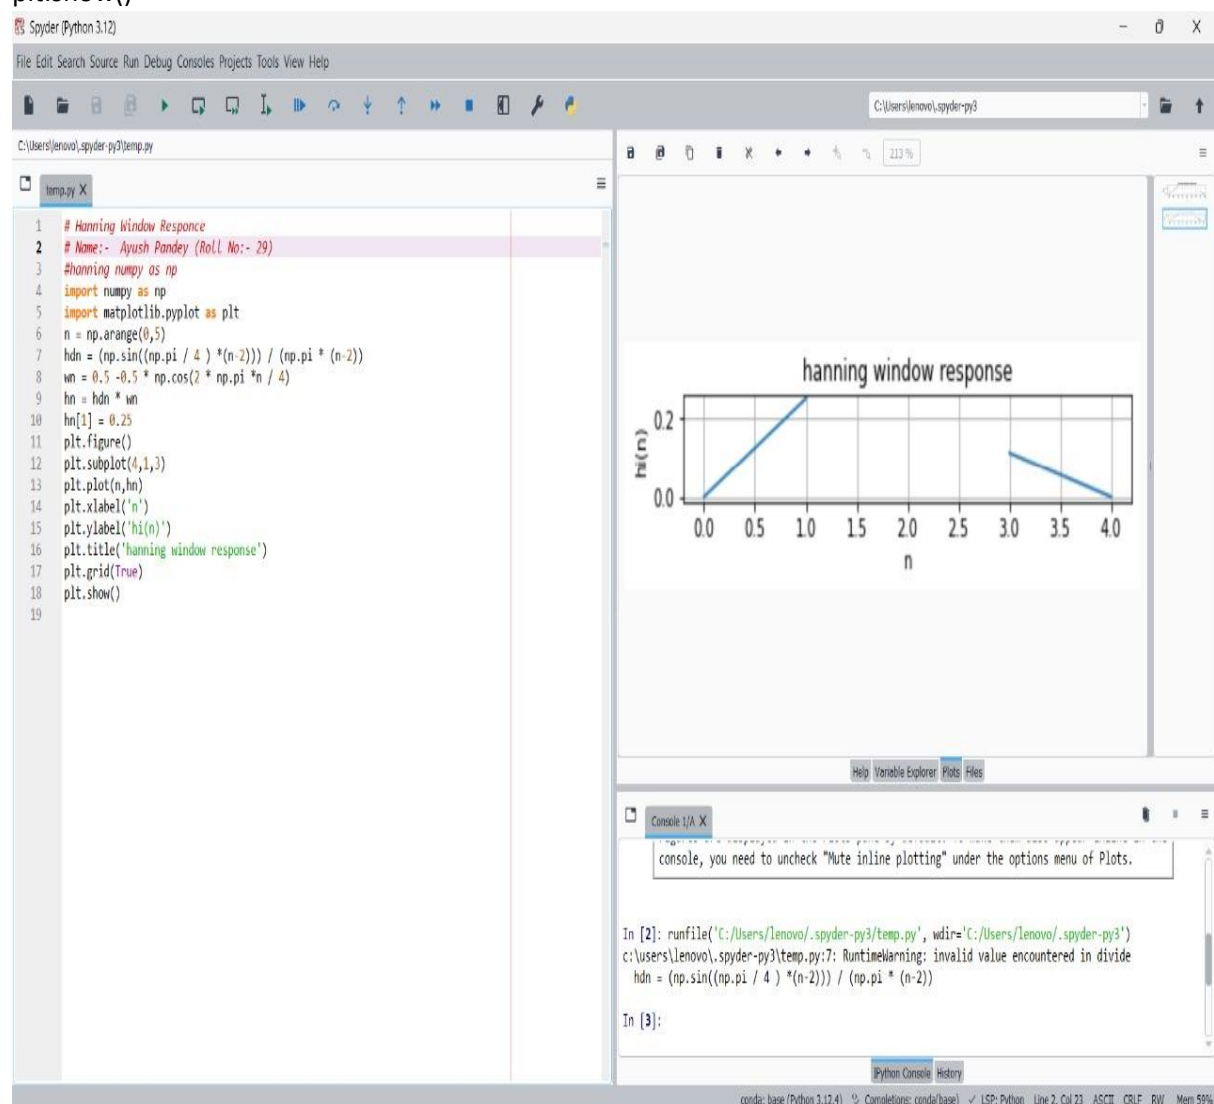 plt.show()
Spyder (Python 3.12)
File Edit Search Source Run Debug Consoles Projects Tools View Help
C:\Users\lenovo\.spyder-py3
C:\Users\lenovo\.spyder-py3\temp.py
temp.py X
1 # Hanning Window Responce
2 # Name:- Ayush Pandey (Roll No:- 29)
3 #hanning numpy as np
4 import numpy as np
5 import matplotlib.pyplot as plt
6 n = np.arange(0,5)
7 hdn = (np.sin((np.pi / 4 ) *(n-2))) / (np.pi * (n-2))
8 wn = 0.5 -0.5 * np.cos(2 * np.pi *n / 4)
9 hn = hdn * wn
10 hn[1] = 0.25
11 plt.figure()
12 plt.subplot(4,1,3)
13 plt.plot(n,hn)
14 plt.xlabel('n')
15 plt.ylabel('hi(n)')
16 plt.title('hanning window response')
17 plt.grid(True)
18 plt.show()
19
213 %
hanning window response
hi(n)
0.2
0.0
0.0 0.5 1.0 1.5 2.0 2.5 3.0 3.5 4.0
n
Help Variable Explorer Plots Files
Console 1/A X
console, you need to uncheck "Mute inline plotting" under the options menu of Plots.
In [2]: runfile('C:/Users/lenovo/.spyder-py3/temp.py', wdir='C:/Users/lenovo/.spyder-py3')
c:\users\lenovo\.spyder-py3\temp.py:7: RuntimeWarning: invalid value encountered in divide
hdn = (np.sin((np.pi / 4 ) *(n-2))) / (np.pi * (n-2))
In [3]:
IPython Console History
conda: base (Python 3.12.4) Completions: conda(base) ✓ LSP: Python Line 2, Col 23 ASCII CRLF RW Mem 59%